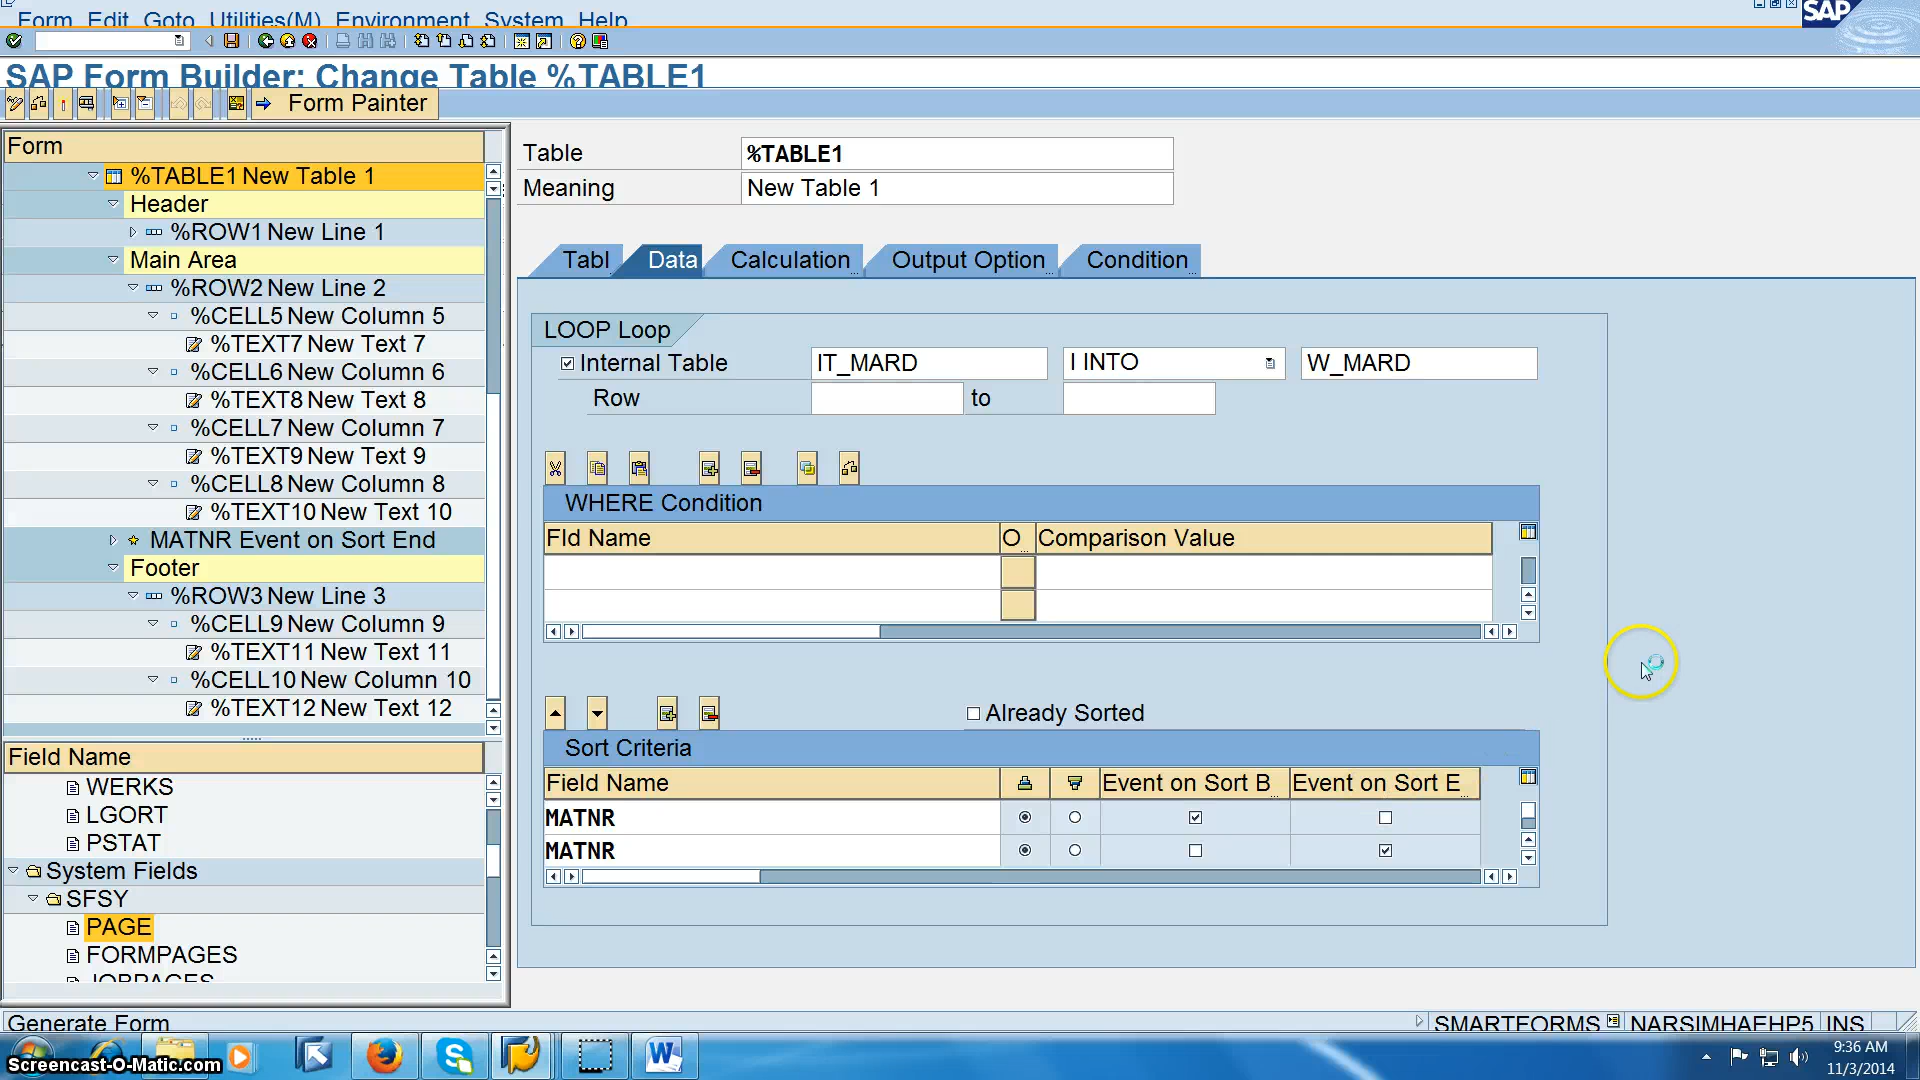 Form Edit Goto Utilities(M) Environment System Help
SAP
SAP Form Builder: Change Table %TABLE1
Form Painter
Form
%TABLE1 New Table 1
Header
%ROW1 New Line 1
Main Area
%ROW2 New Line 2
%CELL5 New Column 5
%TEXT7 New Text 7
%CELL6 New Column 6
%TEXT8 New Text 8
%CELL7 New Column 7
%TEXT9 New Text 9
%CELL8 New Column 8
%TEXT10 New Text 10
MATNR Event on Sort End
Footer
%ROW3 New Line 3
%CELL9 New Column 9
%TEXT11 New Text 11
%CELL10 New Column 10
%TEXT12 New Text 12
Field Name
WERKS
LGORT
PSTAT
System Fields
SFSY
PAGE
FORMPAGES
JOBPAGES
Table %TABLE1
Meaning New Table 1
Tabl Data Calculation Output Option Condition
LOOP Loop
Internal Table IT_MARD I INTO W_MARD
Row to
WHERE Condition
Fld Name O Comparison Value
Already Sorted
Sort Criteria
Field Name Event on Sort B Event on Sort E
MATNR
MATNR
Generate Form
SMARTFORMS NARSIMHAEHP5 INS
Screencast-O-Matic.com
9:36 AM
11/3/2014